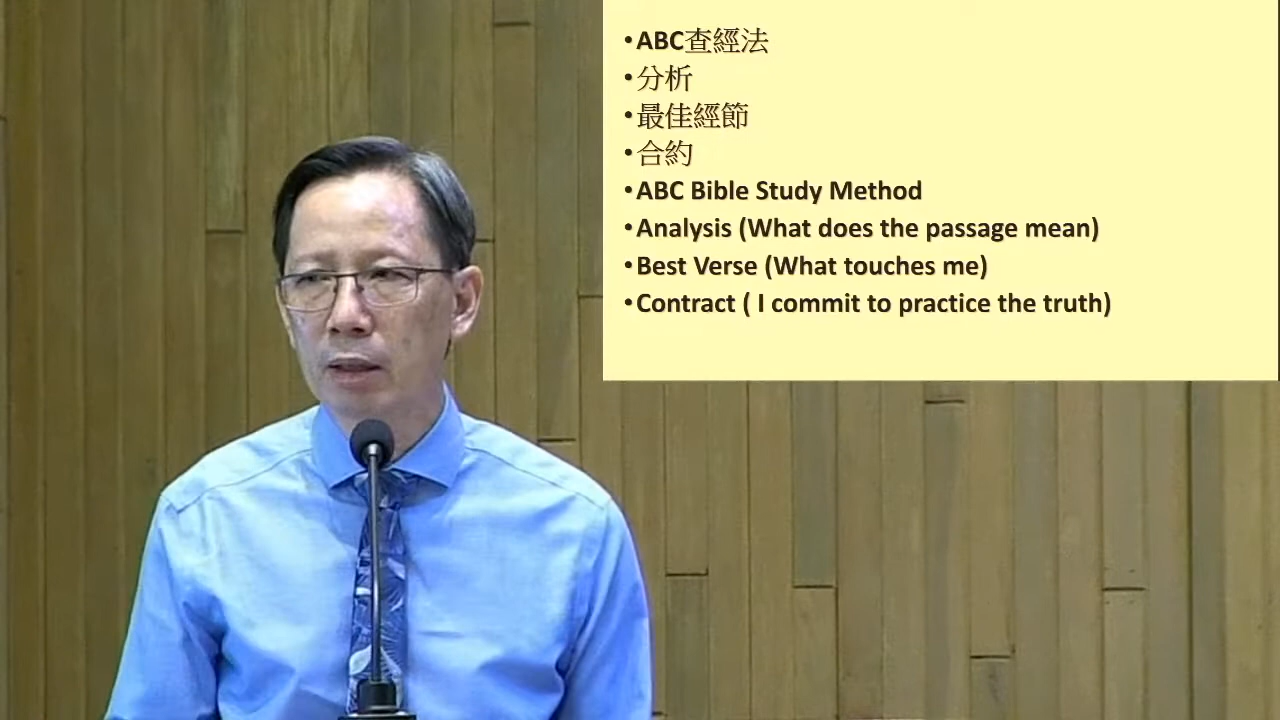 •ABC查經法
•分析
•最佳經節
•合約
•ABC Bible Study Method
•Analysis (What does the passage mean)
•Best Verse (What touches me)
•Contract ( I commit to practice the truth)